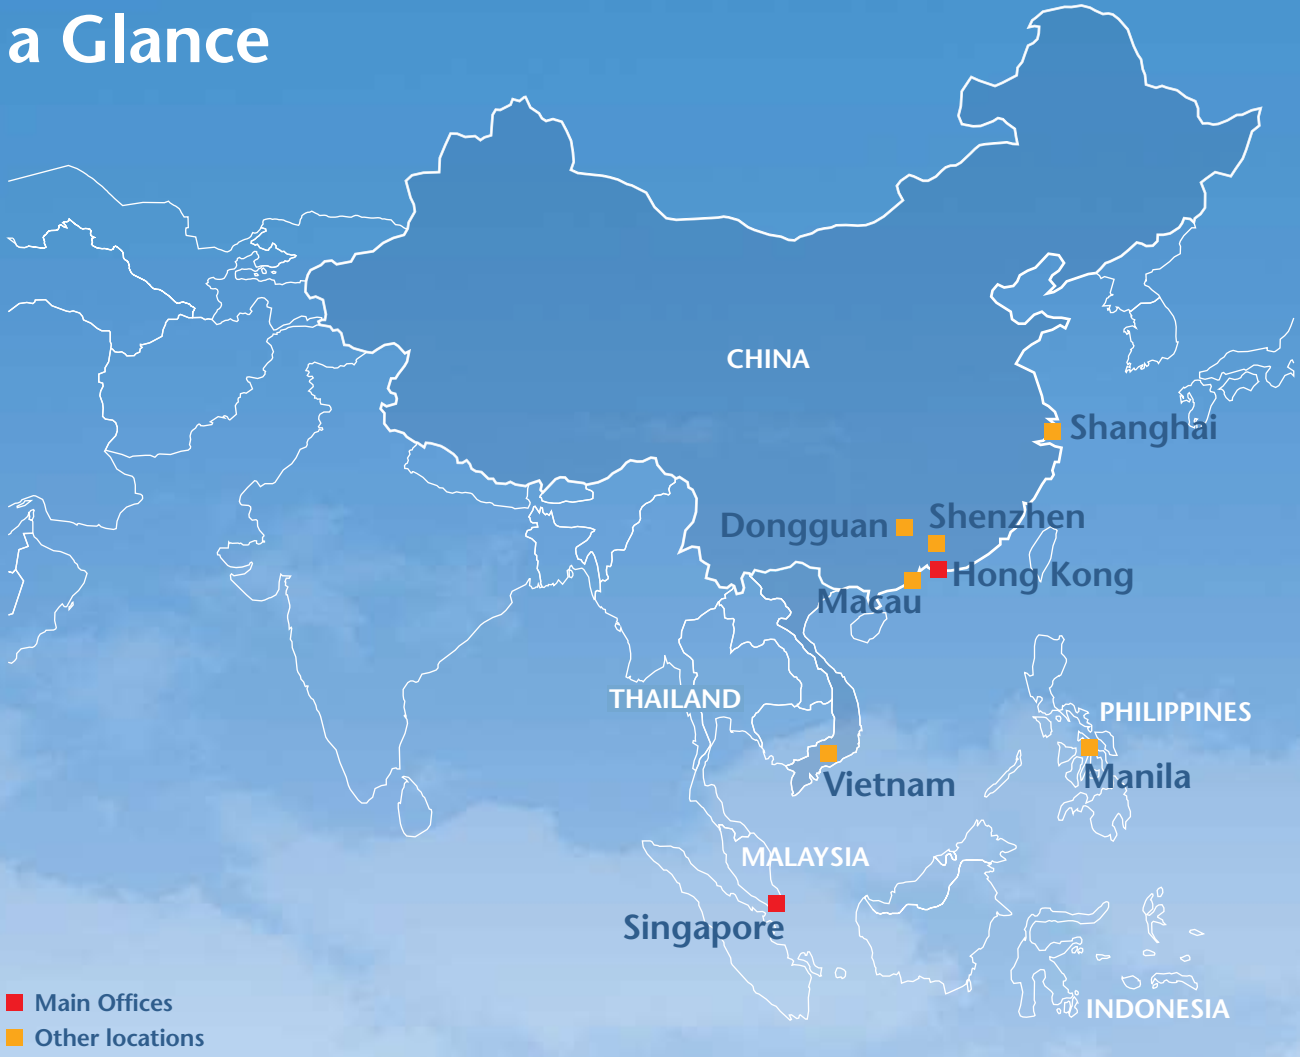 a Glance
CHINA
Shanghai
Shenzhen
Dongguan
Hong Kong
Macau
THAILAND
PHILIPPINES
Manila
Vietnam
MALAYSIA
Singapore
Main Offices
INDONESIA
Other locations